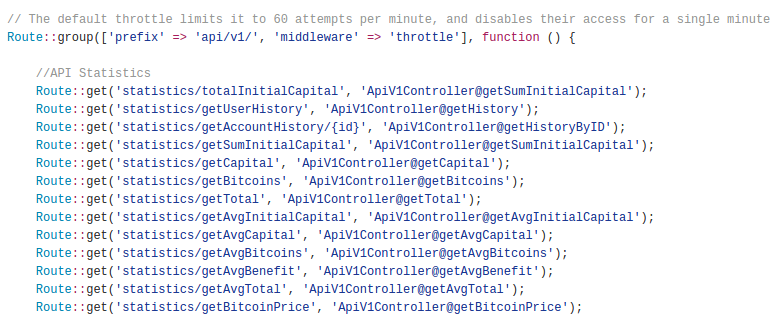 // The default throttle limits it to 60 attempts per minute, and disables their access for a single minute
Route::group(['prefix' => 'api/v1/', 'middleware' => 'throttle'], function () {
//API Statistics
Route::get('statistics/totalInitialCapital', 'ApiV1Controller@getSumInitialCapital');
Route::get('statistics/getUserHistory', 'ApiV1Controller@getHistory');
Route::get('statistics/getAccountHistory/{id}', 'ApiV1Controller@getHistoryByID');
Route::get('statistics/getSumInitialCapital', 'ApiV1Controller@getSumInitialCapital');
Route::get('statistics/getCapital', 'ApiV1Controller@getCapital');
Route::get('statistics/getBitcoins', 'ApiV1Controller@getBitcoins');
Route::get('statistics/getTotal', 'ApiV1Controller@getTotal');
Route::get('statistics/getAvgInitialCapital', 'ApiV1Controller@getAvgInitialCapital');
Route::get('statistics/getAvgCapital', 'ApiV1Controller@getAvgCapital');
Route::get('statistics/getAvgBitcoins', 'ApiV1Controller@getAvgBitcoins');
Route::get('statistics/getAvgBenefit', 'ApiV1Controller@getAvgBenefit');
Route::get('statistics/getAvgTotal', 'ApiV1Controller@getAvgTotal');
Route::get('statistics/getBitcoinPrice', 'ApiV1Controller@getBitcoinPrice');